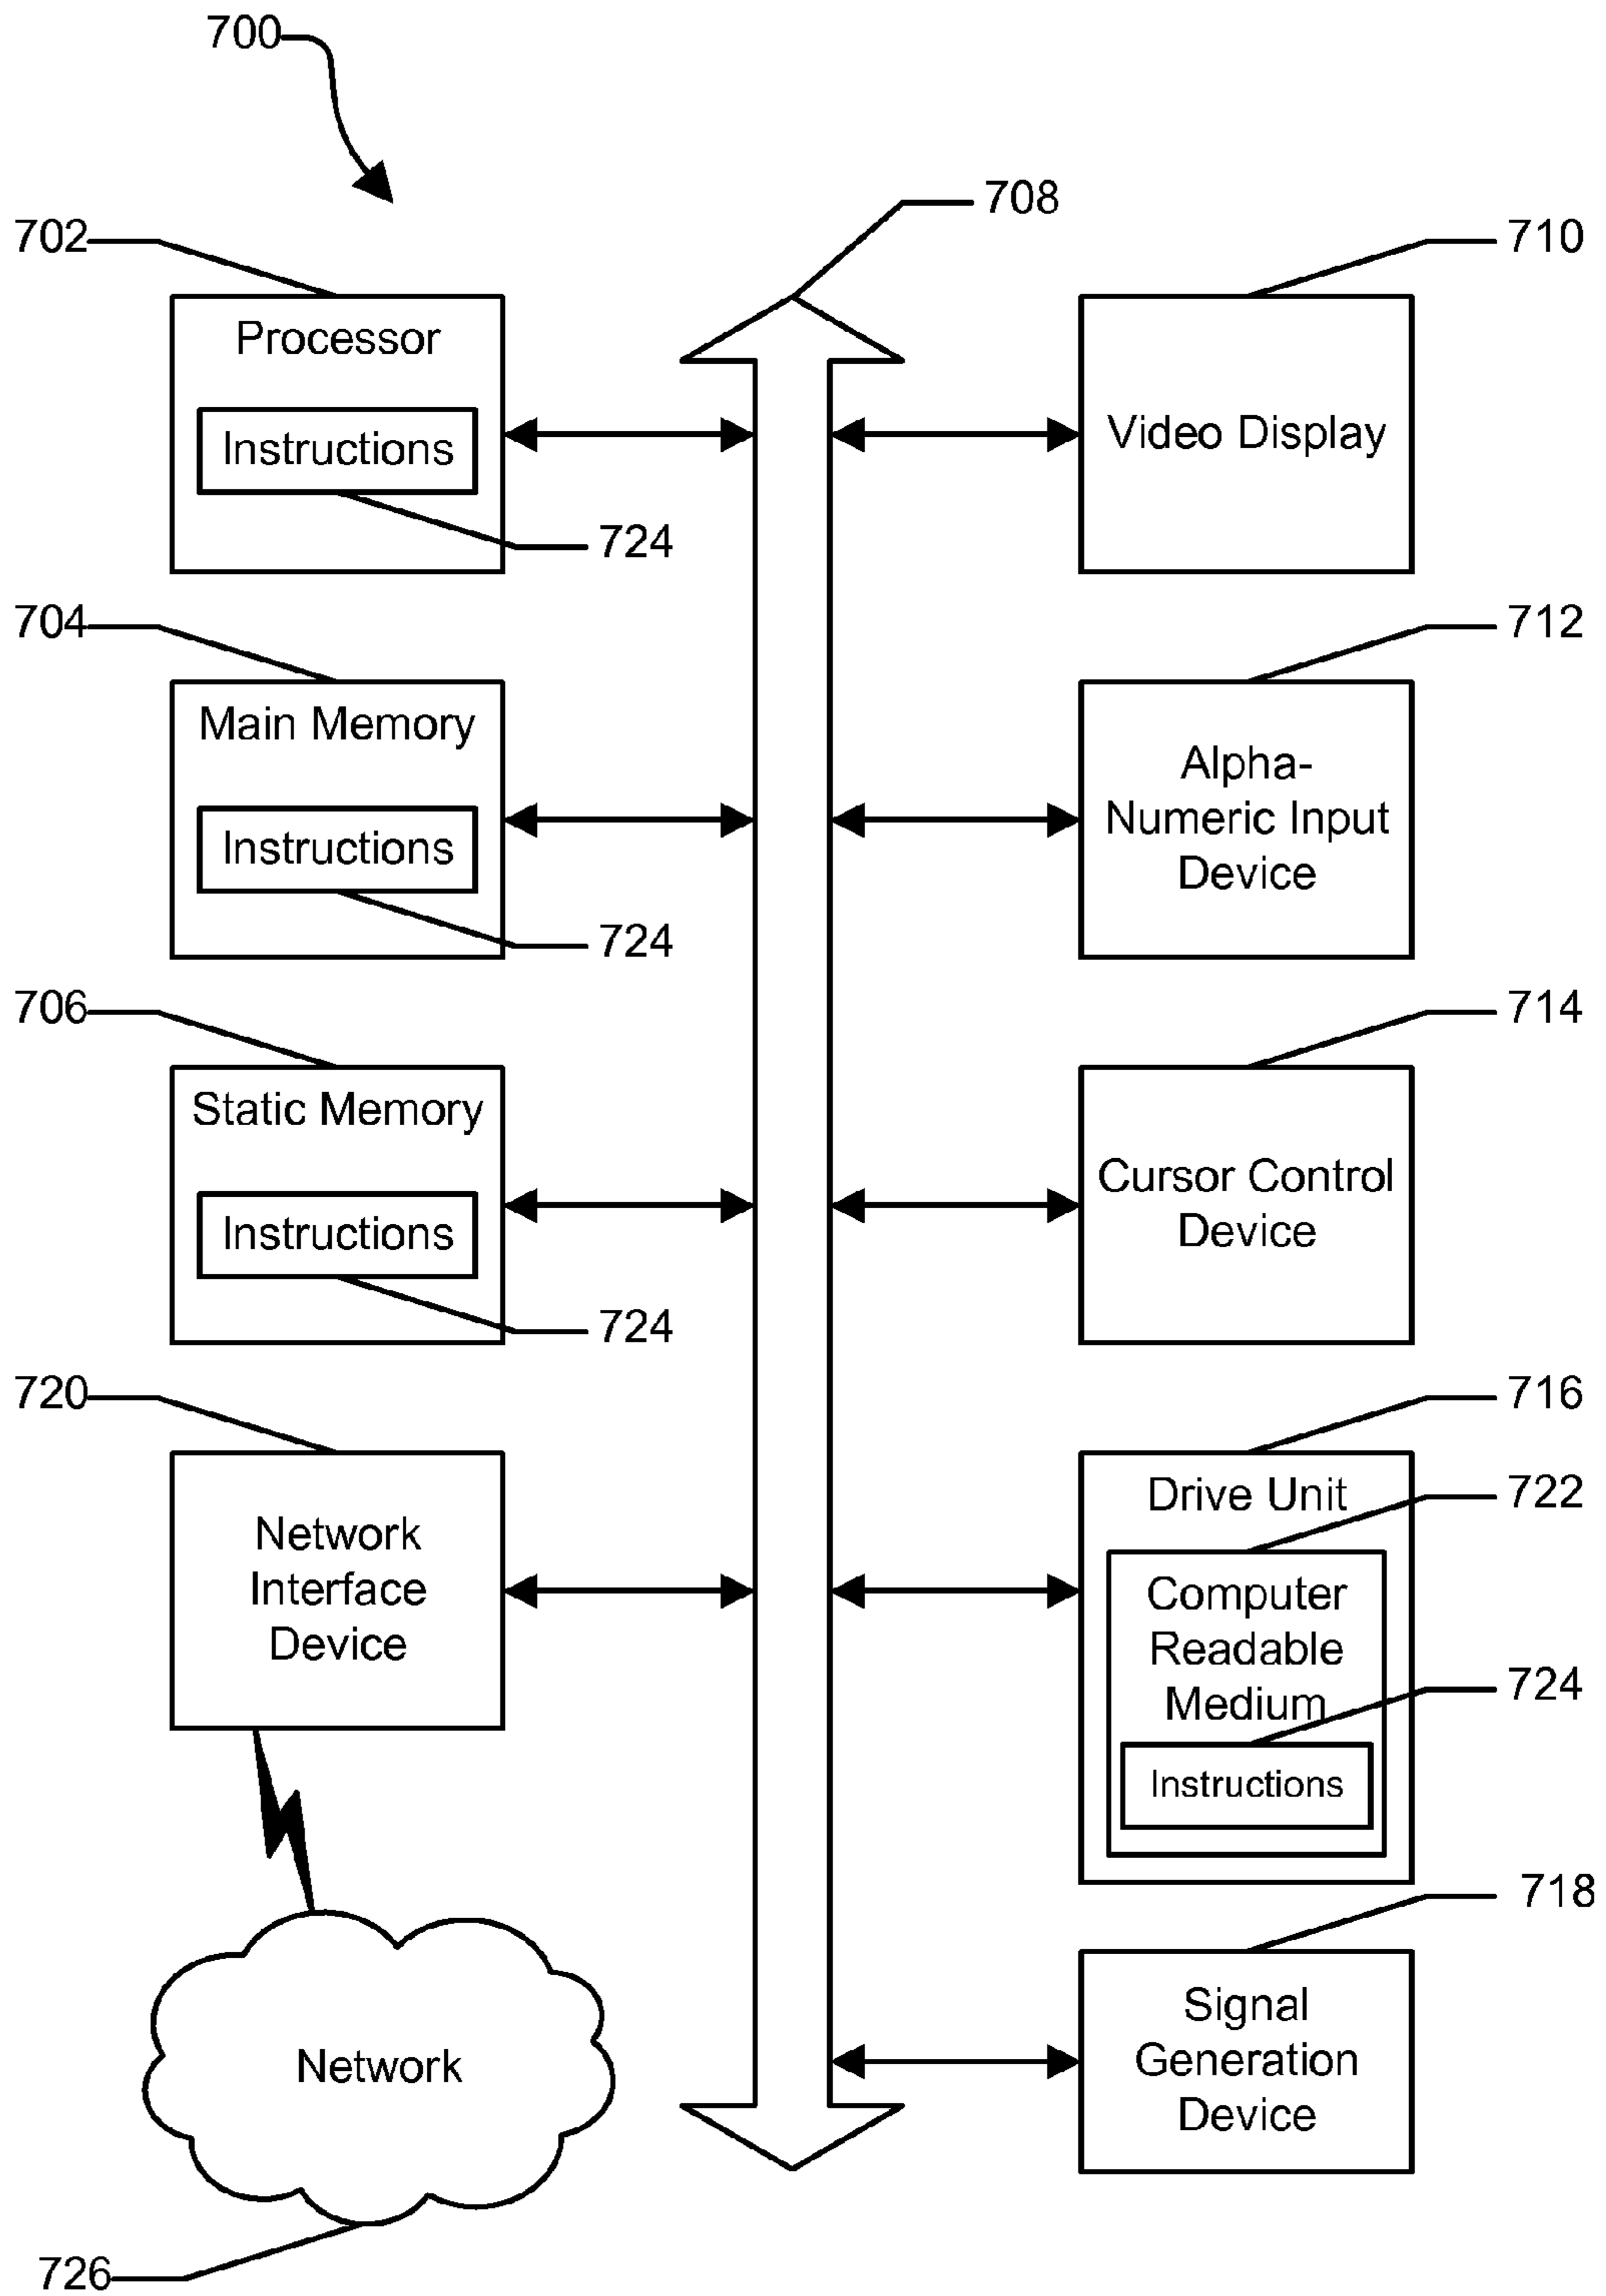 700
708
702
710
Processor
Instructions
724
Video Display
704
712
Main Memory
Instructions
724
Alpha-
Numeric Input
Device
706
714
Static Memory
Instructions
724
Cursor Control
Device
720
716
Network
Interface
Device
Drive Unit
722
Computer
Readable
Medium
724
Instructions
718
Signal
Generation
Device
Network
726